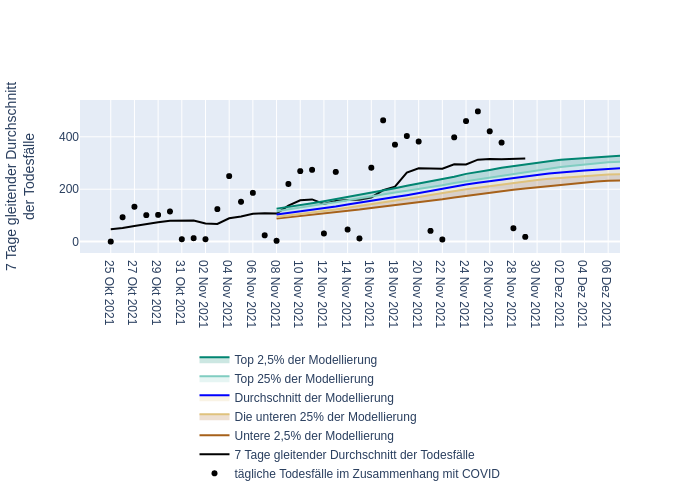 7 Tage gleitender Durchschnitt
der Todesfälle
400
200
0
25 Okt 2021
27 Okt 2021
29 Okt 2021
31 Okt 2021
02 Nov 2021
04 Nov 2021
06 Nov 2021
08 Nov 2021
10 Nov 2021
12 Nov 2021
14 Nov 2021
16 Nov 2021
18 Nov 2021
20 Nov 2021
22 Nov 2021
24 Nov 2021
26 Nov 2021
28 Nov 2021
30 Nov 2021
02 Dez 2021
04 Dez 2021
06 Dez 2021
Top 2,5% der Modellierung
Top 25% der Modellierung
Durchschnitt der Modellierung
Die unteren 25% der Modellierung
Untere 2,5% der Modellierung
7 Tage gleitender Durchschnitt der Todesfälle
tägliche Todesfälle im Zusammenhang mit COVID